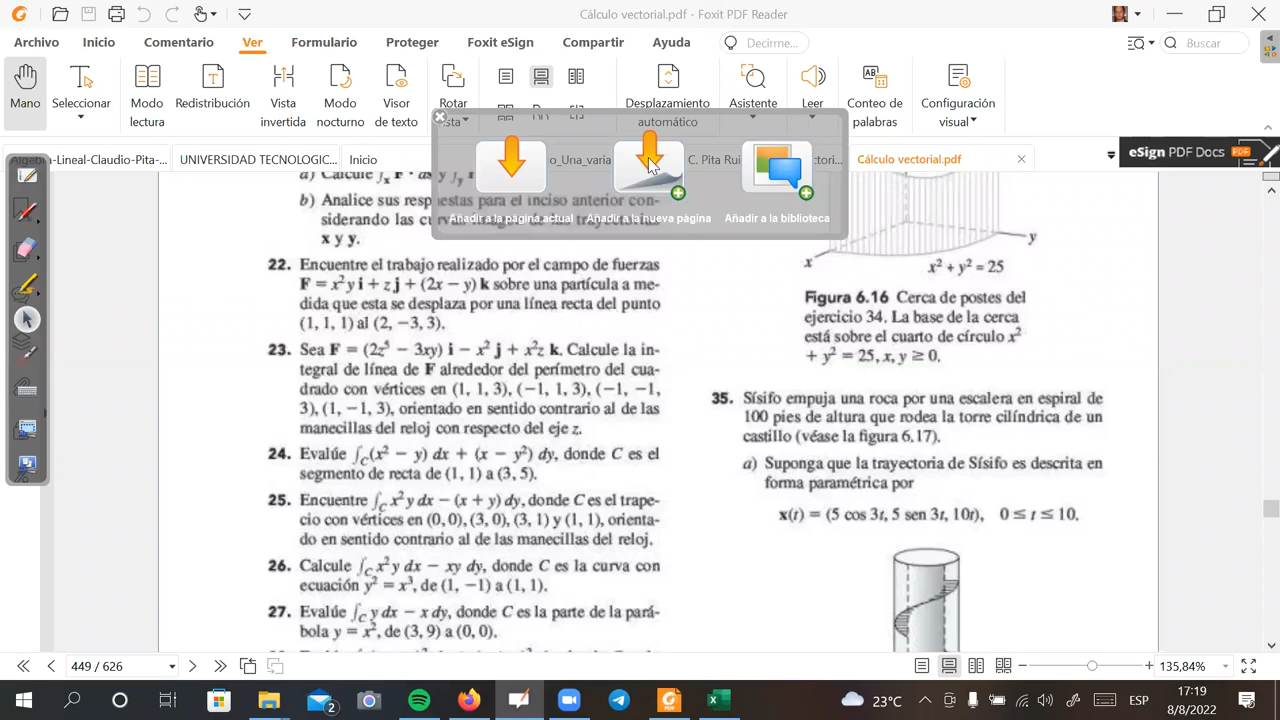 Cálculo vectorial.pdf - Foxit PDF Reader
Archivo Inicio Comentario Ver Formulario Proteger Foxit eSign Compartir Ayuda Decirme... Buscar
Mano Seleccionar Modo lectura Redistribución Vista invertida Modo nocturno Visor de texto Rotar vista Desplazamiento automático Asistente Leer Conteo de palabras Configuración visual
Algebra-Lineal-Claudio-Pita-... UNIVERSIDAD TECNOLOGIC... Inicio o_Una_varia C. Pita Rui Cálculo vectorial.pdf eSign PDF Docs
Añadir a la página actual Añadir a la nueva página Añadir a la biblioteca
b) Analice sus respuestas para el inciso anterior con-
x y y.
22. Encuentre el trabajo realizado por el campo de fuerzas
F = x²y i + z j + (2x − y) k sobre una partícula a me-
dida que esta se desplaza por una línea recta del punto
(1, 1, 1) al (2, −3, 3).
23. Sea F = (2z⁵ − 3xy) i − x² j + x²z k. Calcule la in-
tegral de línea de F alrededor del perímetro del cua-
drado con vértices en (1, 1, 3), (−1, 1, 3), (−1, −1,
3), (1, −1, 3), orientado en sentido contrario al de las
manecillas del reloj con respecto del eje z.
24. Evalúe ∫C(x² − y) dx + (x − y²) dy, donde C es el
segmento de recta de (1, 1) a (3, 5).
25. Encuentre ∫C x²y dx − (x + y) dy, donde C es el trape-
cio con vértices en (0, 0), (3, 0), (3, 1) y (1, 1), orienta-
do en sentido contrario al de las manecillas del reloj.
26. Calcule ∫C x²y dx − xy dy, donde C es la curva con
ecuación y² = x³, de (1, −1) a (1, 1).
27. Evalúe ∫C y dx − x dy, donde C es la parte de la pará-
bola y = x², de (3, 9) a (0, 0).
y
x
x² + y² = 25
Figura 6.16 Cerca de postes del
ejercicio 34. La base de la cerca
está sobre el cuarto de círculo x²
+ y² = 25, x, y ≥ 0.
35. Sísifo empuja una roca por una escalera en espiral de
100 pies de altura que rodea la torre cilíndrica de un
castillo (véase la figura 6.17).
a) Suponga que la trayectoria de Sísifo es descrita en
forma paramétrica por
x(t) = (5 cos 3t, 5 sen 3t, 10t), 0 ≤ t ≤ 10.
449 / 626 135,84%
2 23°C ESP 17:19
8/8/2022